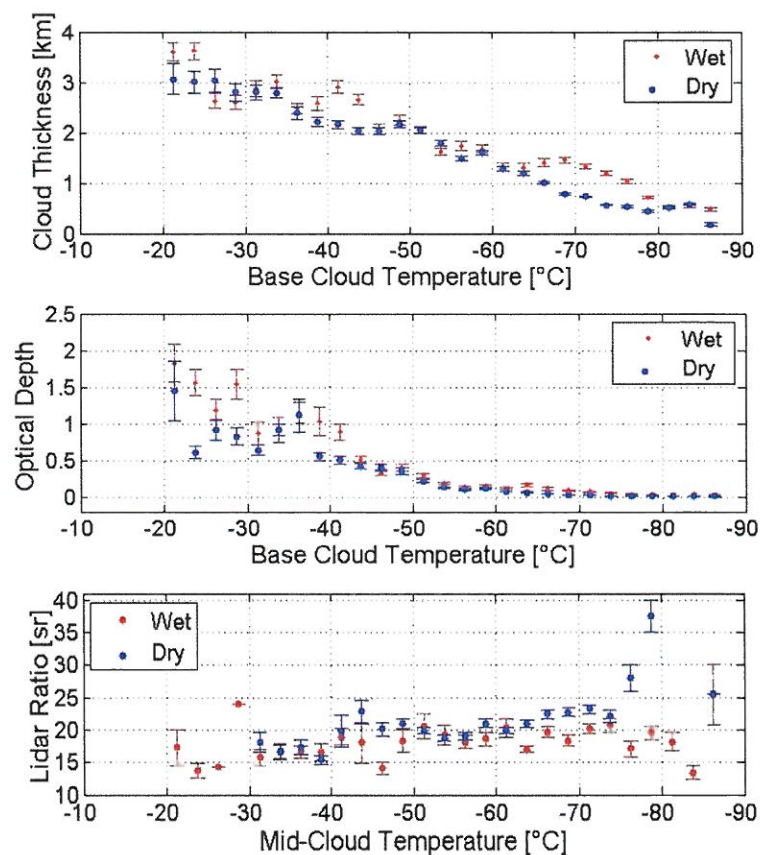 Cloud Thickness [km]
4
3
2
1
0
Wet
Dry
-10 -20 -30 -40 -50 -60 -70 -80 -90
Base Cloud Temperature [°C]
Optical Depth
2.5
2
1.5
1
0.5
0
Wet
Dry
-10 -20 -30 -40 -50 -60 -70 -80 -90
Base Cloud Temperature [°C]
Lidar Ratio [sr]
40
35
30
25
20
15
10
Wet
Dry
-10 -20 -30 -40 -50 -60 -70 -80 -90
Mid-Cloud Temperature [°C]